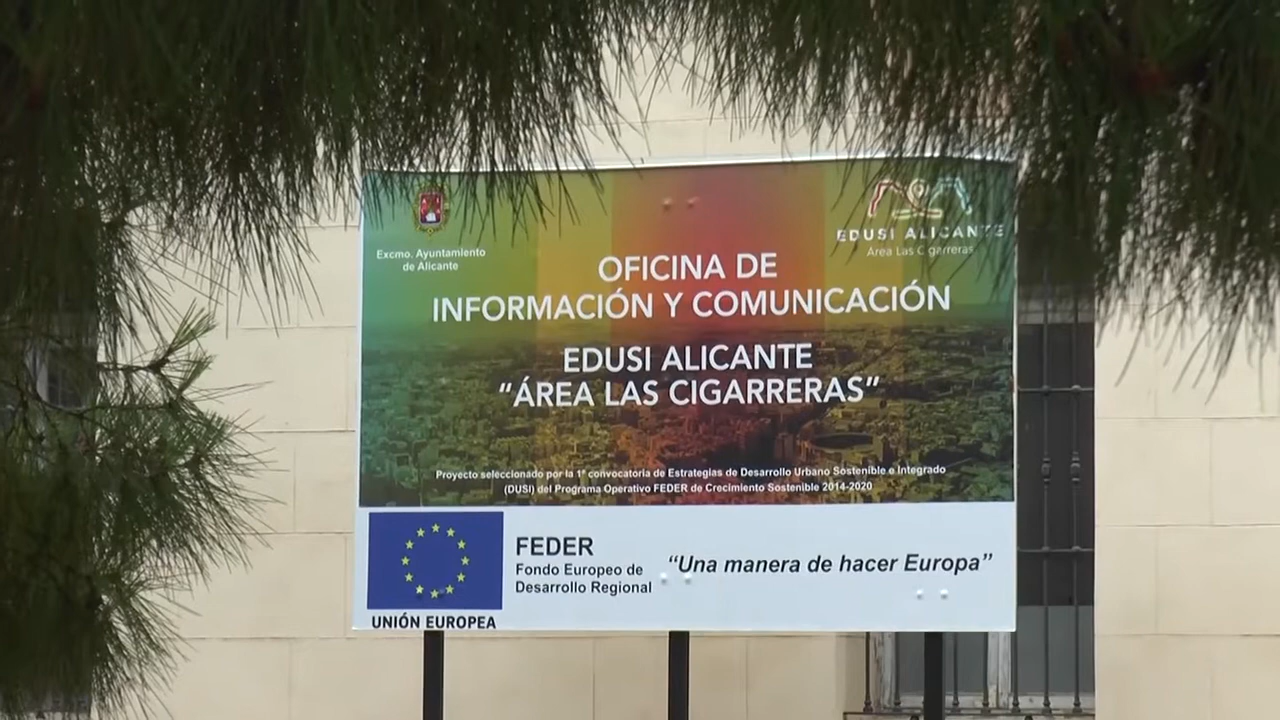 Excmo. Ayuntamiento
de Alicante
EDUSI ALICANTE
Área Las Cigarreras
OFICINA DE
INFORMACIÓN Y COMUNICACIÓN
EDUSI ALICANTE
“ÁREA LAS CIGARRERAS”
Proyecto seleccionado por la 1ª convocatoria de Estrategias de Desarrollo Urbano Sostenible e Integrado
(DUSI) del Programa Operativo FEDER de Crecimiento Sostenible 2014-2020
UNIÓN EUROPEA
FEDER
Fondo Europeo de
Desarrollo Regional
“Una manera de hacer Europa”